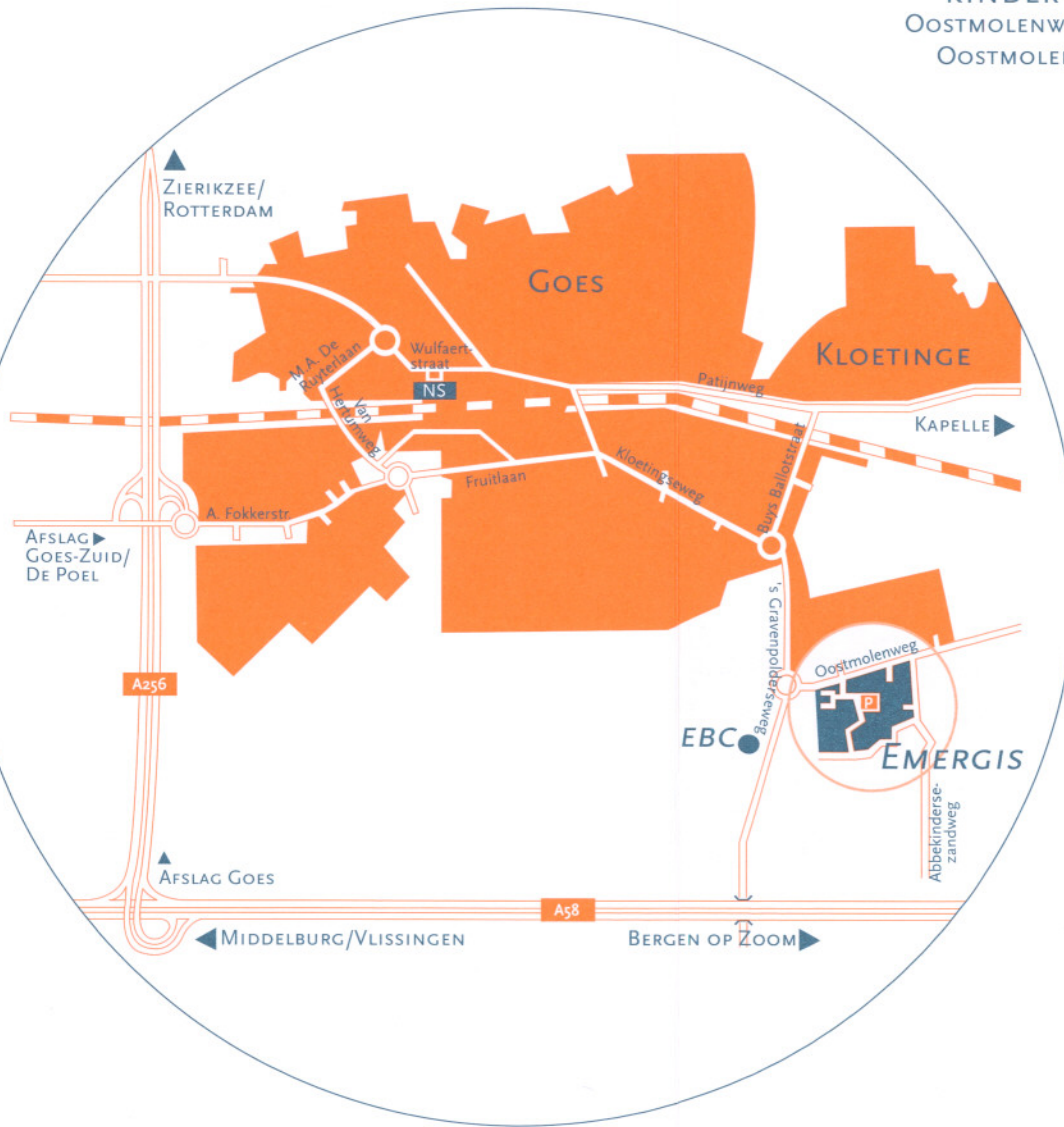 OOSTMOLENW
OOSTMOLE
ZIERIKZEE/
ROTTERDAM
GOES
KLOETINGE
M.A. De
Ruyterlaan
Wulfaert-
straat
NS
Patijnweg
KAPELLE
Van
Hertumweg
Fruitlaan
Kloetingseweg
Buys Ballotstraat
A. Fokkerstr.
AFSLAG
GOES-ZUID/
DE POEL
's Gravenpolderseweg
Oostmolenweg
A256
P
EBC
EMERGIS
Abbekinderse-
zandweg
AFSLAG GOES
A58
MIDDELBURG/VLISSINGEN
BERGEN OP ZOOM